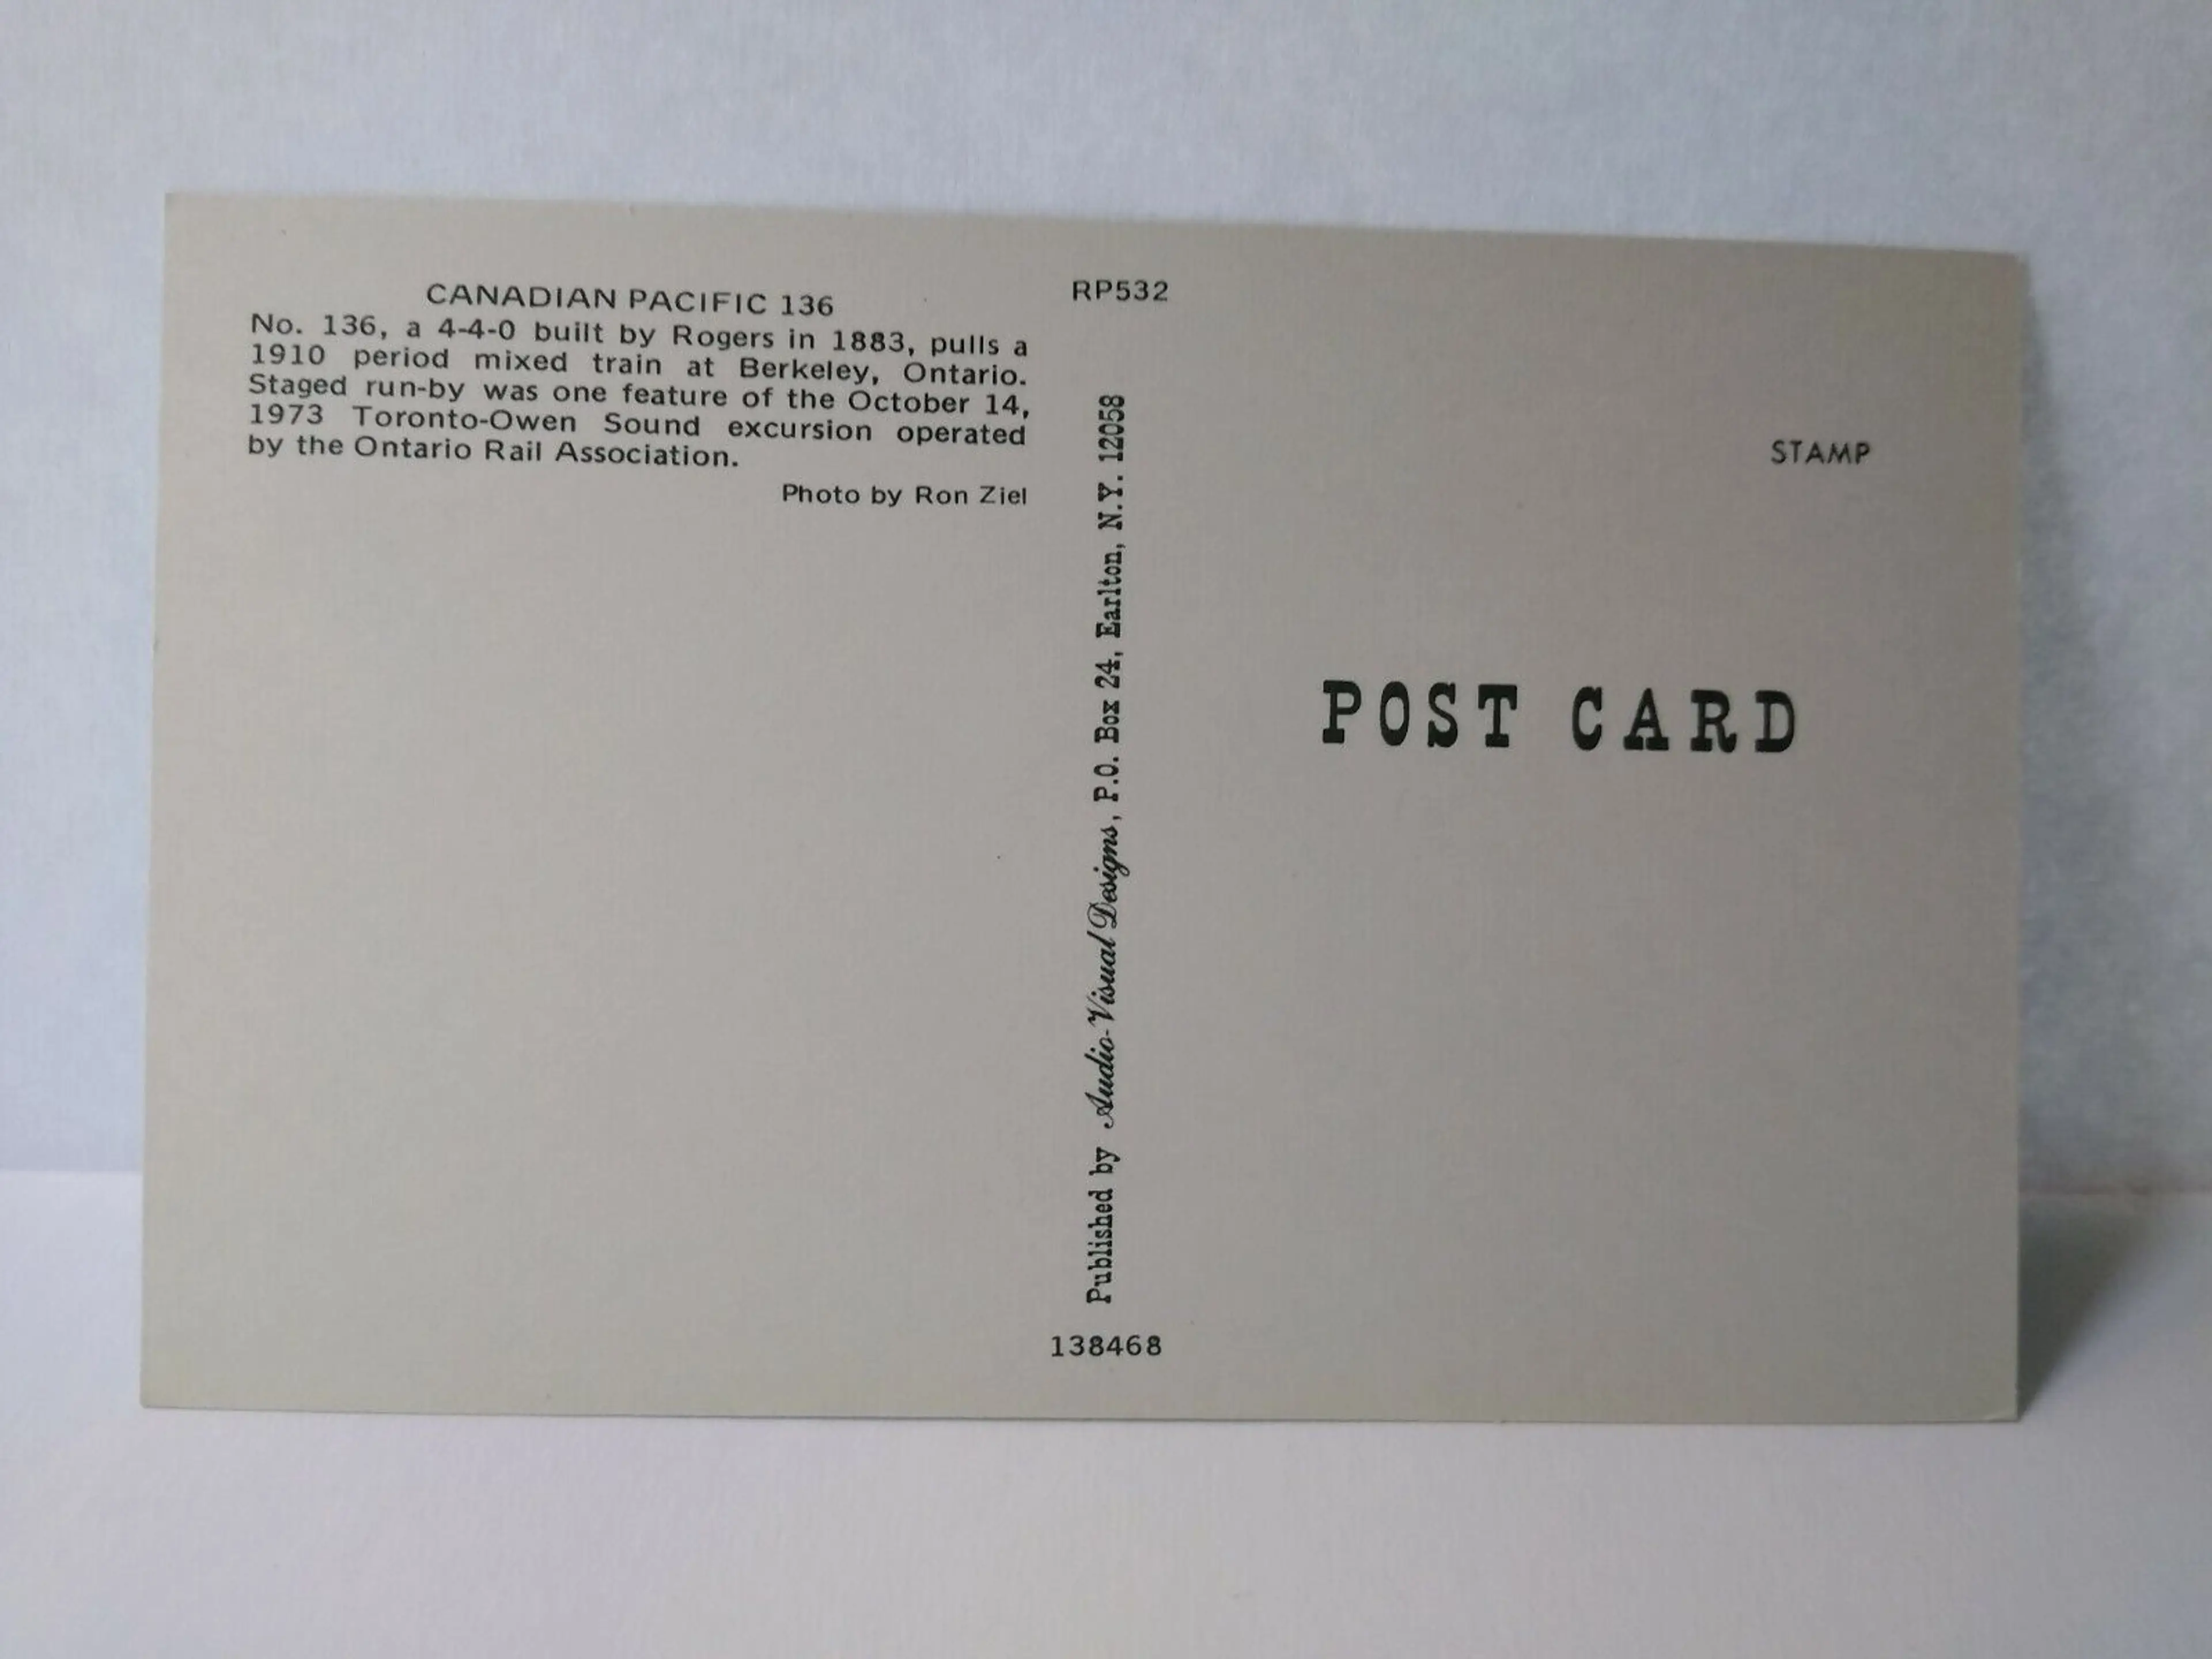 CANADIAN PACIFIC 136
No. 136, a 4-4-0 built by Rogers in 1883, pulls a
1910 period mixed train at Berkeley, Ontario.
Staged run-by was one feature of the October 14,
1973 Toronto-Owen Sound excursion operated
by the Ontario Rail Association.
Photo by Ron Ziel
RP532
Published by Audio-Visual Designs, P.O. Box 24, Earlton, N.Y. 12058
138468
STAMP
POST CARD